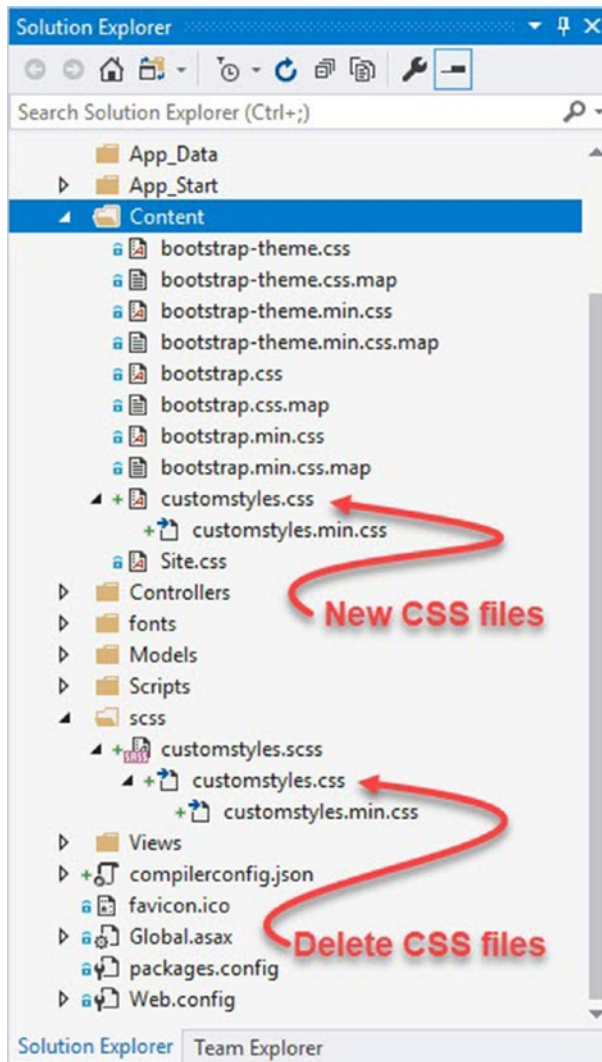 Solution Explorer
Search Solution Explorer (Ctrl+;)
App_Data
App_Start
Content
bootstrap-theme.css
bootstrap-theme.css.map
bootstrap-theme.min.css
bootstrap-theme.min.css.map
bootstrap.css
bootstrap.css.map
bootstrap.min.css
bootstrap.min.css.map
customstyles.css
customstyles.min.css
Site.css
Controllers
fonts
New CSS files
Models
Scripts
scss
customstyles.scss
customstyles.css
customstyles.min.css
Views
compilerconfig.json
favicon.ico
Global.asax
Delete CSS files
packages.config
Web.config
Solution Explorer Team Explorer